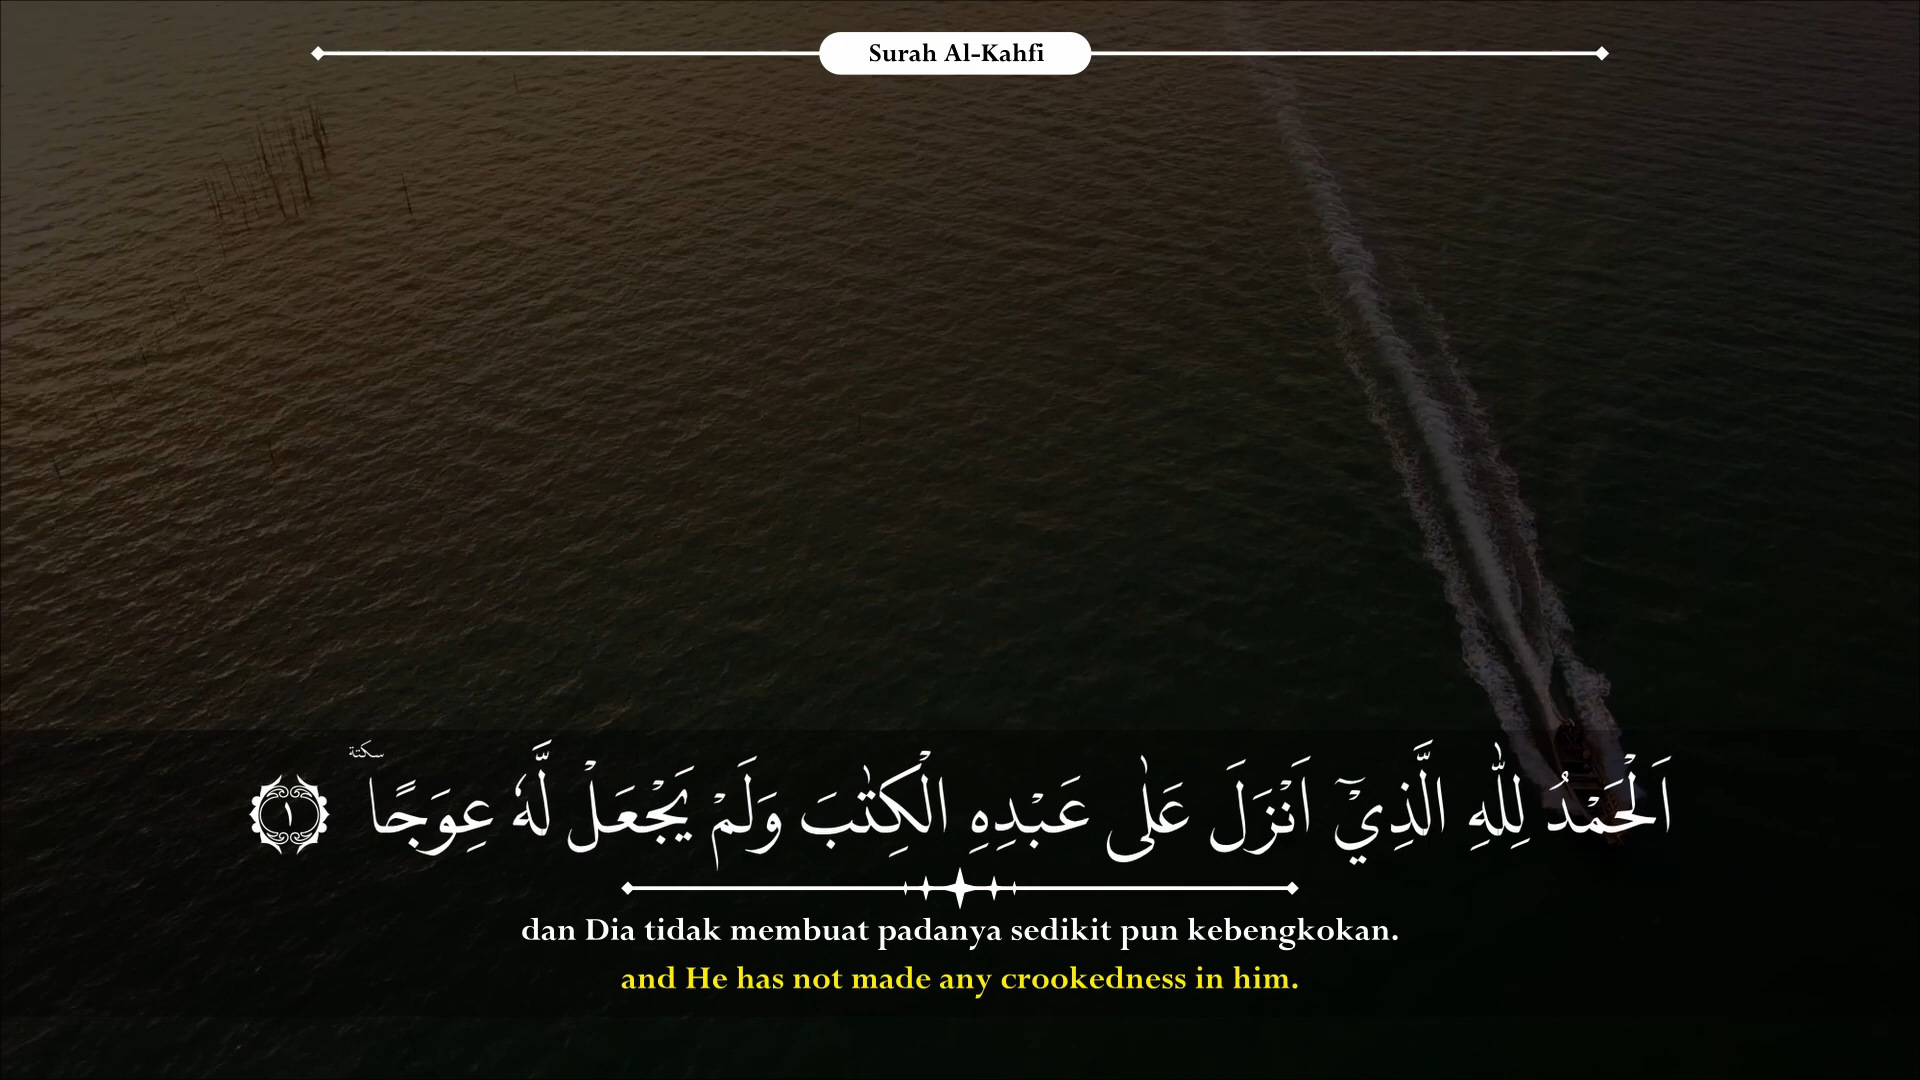 Surah Al-Kahfi
اَلْحَمْدُ لِلّٰهِ الَّذِيْٓ اَنْزَلَ عَلٰى عَبْدِهِ الْكِتٰبَ وَلَمْ يَجْعَلْ لَّهٗ عِوَجًا ۜسكتة ١
dan Dia tidak membuat padanya sedikit pun kebengkokan.
and He has not made any crookedness in him.